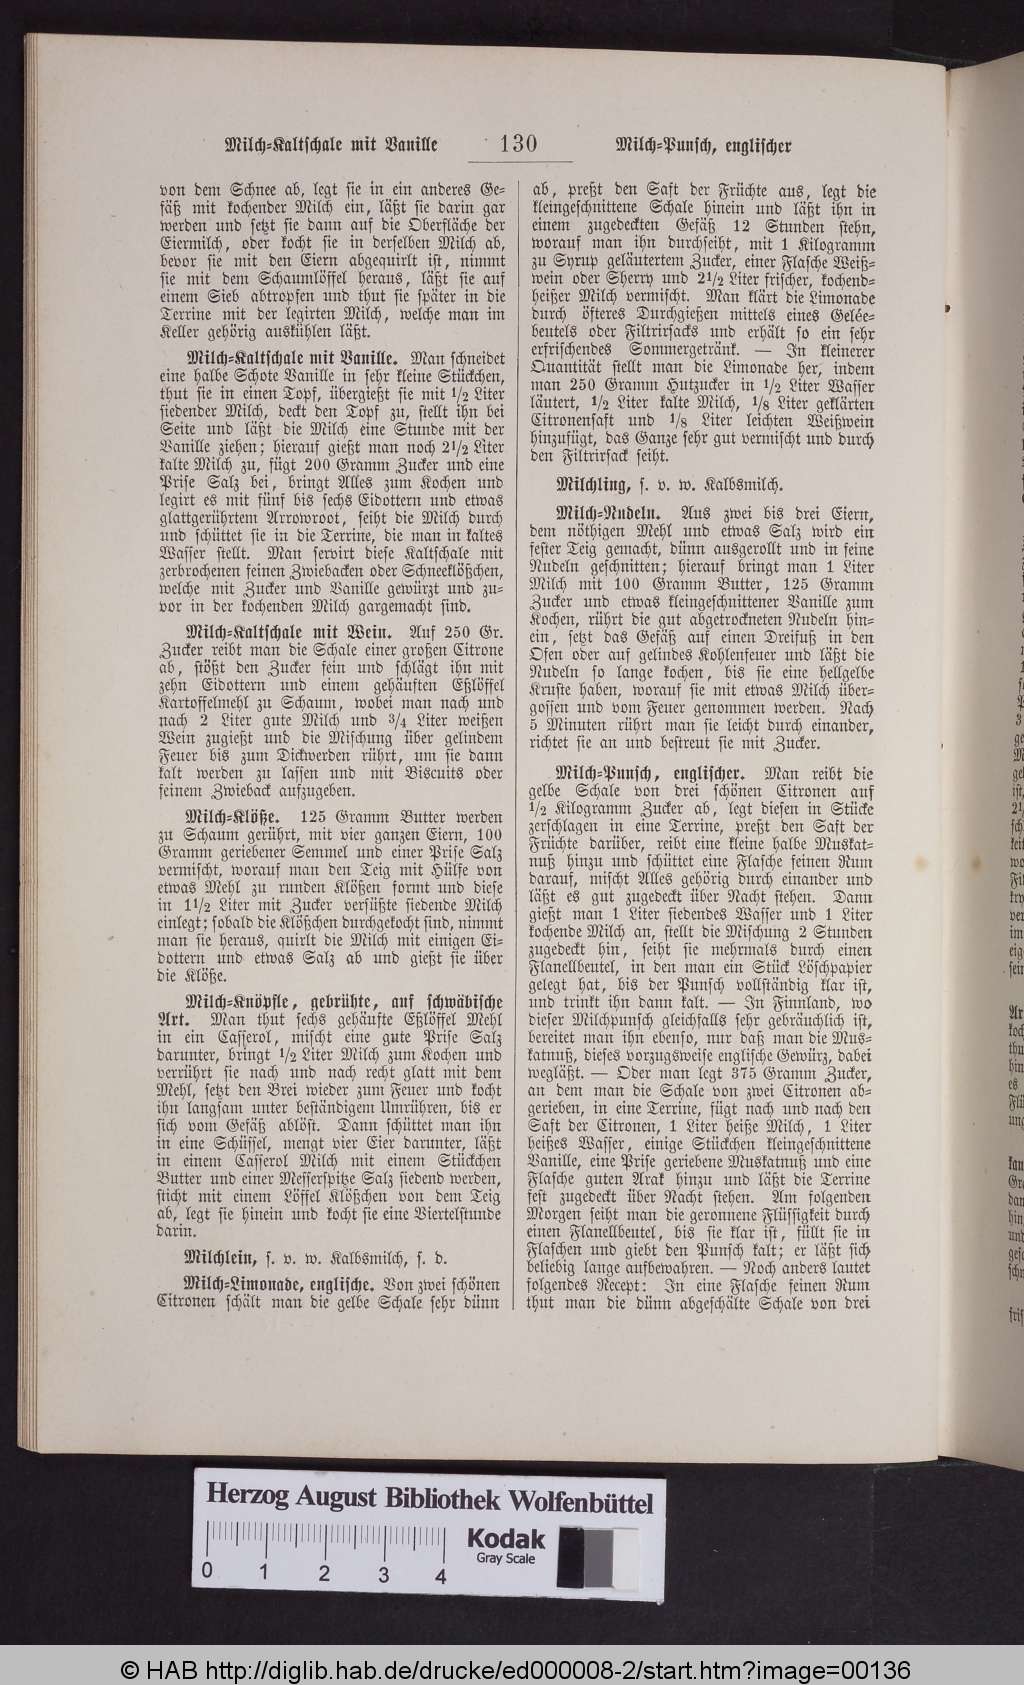 Milch-Kaltschale mit Vanille 130 Milch-Punsch, englischer
von dem Schnee ab, legt sie in ein anderes Ge-
fäß mit kochender Milch ein, läßt sie darin gar
werden und setzt sie dann auf die Oberfläche der
Eiermilch, oder kocht sie in derselben Milch ab,
bevor sie mit den Eiern abgequirlt ist, nimmt
sie mit dem Schaumlöffel heraus, läßt sie auf
einem Sieb abtropfen und thut sie später in die
Terrine mit der legirten Milch, welche man im
Keller gehörig auskühlen läßt.
Milch-Kaltschale mit Vanille. Man schneidet
eine halbe Schote Vanille in sehr kleine Stückchen,
thut sie in einen Topf, übergießt sie mit 1/2 Liter
siedender Milch, deckt den Topf zu, stellt ihn bei
Seite und läßt die Milch eine Stunde mit der
Vanille ziehen; hierauf gießt man noch 2 1/2 Liter
kalte Milch zu, fügt 200 Gramm Zucker und eine
Prise Salz bei, bringt Alles zum Kochen und
legirt es mit fünf bis sechs Eidottern und etwas
glattgerührtem Arrowroot, seiht die Milch durch
und schüttet sie in die Terrine, die man in kaltes
Wasser stellt. Man servirt diese Kaltschale mit
zerbrochenen feinen Zwiebacken oder Schneeklößchen,
welche mit Zucker und Vanille gewürzt und zu-
vor in der kochenden Milch gargemacht sind.
Milch-Kaltschale mit Wein. Auf 250 Gr.
Zucker reibt man die Schale einer großen Citrone
ab, stößt den Zucker fein und schlägt ihn mit
zehn Eidottern und einem gehäuften Eßlöffel
Kartoffelmehl zu Schaum, wobei man nach und
nach 2 Liter gute Milch und 3/4 Liter weißen
Wein zugießt und die Mischung über gelindem
Feuer bis zum Dickwerden rührt, um sie dann
kalt werden zu lassen und mit Biscuits oder
feinem Zwieback aufzugeben.
Milch-Klöße. 125 Gramm Butter werden
zu Schaum gerührt, mit vier ganzen Eiern, 100
Gramm geriebener Semmel und einer Prise Salz
vermischt, worauf man den Teig mit Hülfe von
etwas Mehl zu runden Klößen formt und diese
in 1 1/2 Liter mit Zucker versüßte siedende Milch
einlegt; sobald die Klößchen durchgekocht sind, nimmt
man sie heraus, quirlt die Milch mit einigen Ei-
dottern und etwas Salz ab und gießt sie über
die Klöße.
Milch-Knöpfle, gebrühte, auf schwäbische
Art. Man thut sechs gehäufte Eßlöffel Mehl
in ein Casserol, mischt eine gute Prise Salz
darunter, bringt 1/2 Liter Milch zum Kochen und
verrührt sie nach und nach recht glatt mit dem
Mehl, setzt den Brei wieder zum Feuer und kocht
ihn langsam unter beständigem Umrühren, bis er
sich vom Gefäß ablöst. Dann schüttet man ihn
in eine Schüssel, mengt vier Eier darunter, läßt
in einem Casserol Milch mit einem Stückchen
Butter und einer Messerspitze Salz siedend werden,
sticht mit einem Löffel Klößchen von dem Teig
ab, legt sie hinein und kocht sie eine Viertelstunde
darin.
Milchlein, s. v. w. Kalbsmilch, s. d.
Milch-Limonade, englische. Von zwei schönen
Citronen schält man die gelbe Schale sehr dünn
ab, preßt den Saft der Früchte aus, legt die
kleingeschnittene Schale hinein und läßt ihn in
einem zugedeckten Gefäß 12 Stunden stehn,
worauf man ihn durchseiht, mit 1 Kilogramm
zu Syrup geläutertem Zucker, einer Flasche Weiß-
wein oder Sherry und 2 1/2 Liter frischer, kochend-
heißer Milch vermischt. Man klärt die Limonade
durch öfteres Durchgießen mittels eines Gelée-
beutels oder Filtrirsacks und erhält so ein sehr
erfrischendes Sommergetränk. — In kleinerer
Quantität stellt man die Limonade her, indem
man 250 Gramm Hutzucker in 1/2 Liter Wasser
läutert, 1/2 Liter kalte Milch, 1/8 Liter geklärten
Citronensaft und 1/8 Liter leichten Weißwein
hinzufügt, das Ganze sehr gut vermischt und durch
den Filtrirsack seiht.
Milchling, s. v. w. Kalbsmilch.
Milch-Nudeln. Aus zwei bis drei Eiern,
dem nöthigen Mehl und etwas Salz wird ein
fester Teig gemacht, dünn ausgerollt und in feine
Nudeln geschnitten; hierauf bringt man 1 Liter
Milch mit 100 Gramm Butter, 125 Gramm
Zucker und etwas kleingeschnittener Vanille zum
Kochen, rührt die gut abgetrockneten Nudeln hin-
ein, setzt das Gefäß auf einen Dreifuß in den
Ofen oder auf gelindes Kohlenfeuer und läßt die
Nudeln so lange kochen, bis sie eine hellgelbe
Kruste haben, worauf sie mit etwas Milch über-
gossen und vom Feuer genommen werden. Nach
5 Minuten rührt man sie leicht durch einander,
richtet sie an und bestreut sie mit Zucker.
Milch-Punsch, englischer. Man reibt die
gelbe Schale von drei schönen Citronen auf
1/2 Kilogramm Zucker ab, legt diesen in Stücke
zerschlagen in eine Terrine, preßt den Saft der
Früchte darüber, reibt eine kleine halbe Muskat-
nuß hinzu und schüttet eine Flasche feinen Rum
darauf, mischt Alles gehörig durch einander und
läßt es gut zugedeckt über Nacht stehen. Dann
gießt man 1 Liter siedendes Wasser und 1 Liter
kochende Milch an, stellt die Mischung 2 Stunden
zugedeckt hin, seiht sie mehrmals durch einen
Flanellbeutel, in den man ein Stück Löschpapier
gelegt hat, bis der Punsch vollständig klar ist,
und trinkt ihn dann kalt. — In Finnland, wo
dieser Milchpunsch gleichfalls sehr gebräuchlich ist,
bereitet man ihn ebenso, nur daß man die Mus-
katnuß, dieses vorzugsweise englische Gewürz, dabei
wegläßt. — Oder man legt 375 Gramm Zucker,
an dem man die Schale von zwei Citronen ab-
gerieben, in eine Terrine, fügt nach und nach den
Saft der Citronen, 1 Liter heiße Milch, 1 Liter
heißes Wasser, einige Stückchen kleingeschnittene
Vanille, eine Prise geriebene Muskatnuß und eine
Flasche guten Arak hinzu und läßt die Terrine
fest zugedeckt über Nacht stehen. Am folgenden
Morgen seiht man die geronnene Flüssigkeit durch
einen Flanellbeutel, bis sie klar ist, füllt sie in
Flaschen und giebt den Punsch kalt; er läßt sich
beliebig lange aufbewahren. — Noch anders lautet
folgendes Recept: In eine Flasche feinen Rum
thut man die dünn abgeschälte Schale von drei
Herzog August Bibliothek Wolfenbüttel
Kodak
Gray Scale
0 1 2 3 4
© HAB http://diglib.hab.de/drucke/ed000008-2/start.htm?image=00136